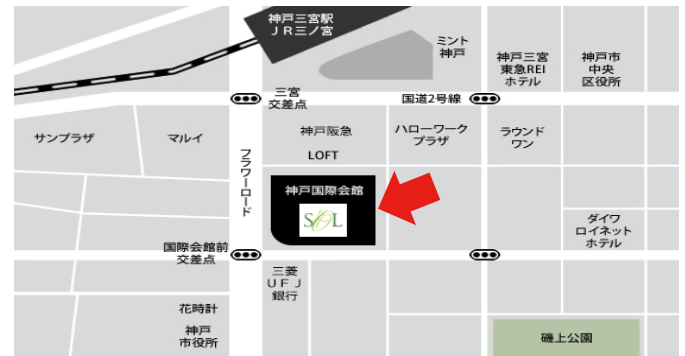 神戸三宮駅
ＪＲ三ノ宮
ミント
神戸
神戸三宮
東急REI
ホテル
神戸市
中央
区役所
三宮
交差点
国道2号線
サンプラザ
マルイ
神戸阪急
LOFT
ハローワーク
プラザ
ラウンド
ワン
フラワーロード
神戸国際会館
SOL
ダイワ
ロイネット
ホテル
国際会館前
交差点
三菱
ＵＦＪ
銀行
花時計
神戸
市役所
磯上公園